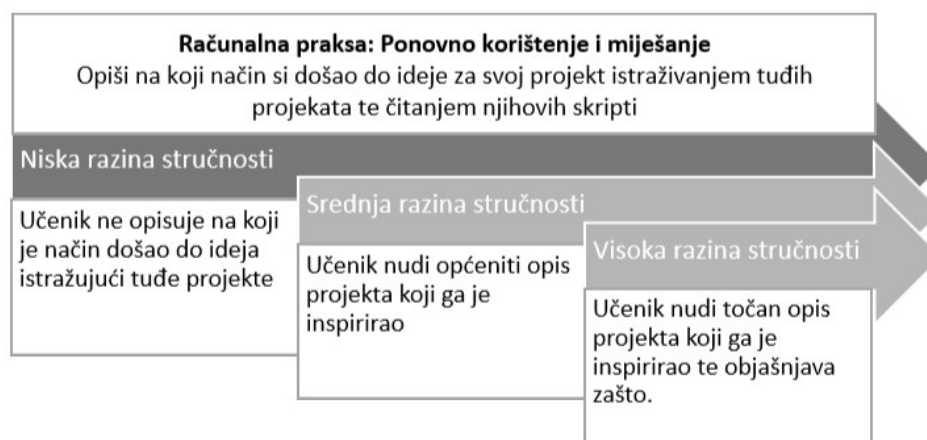 Računalna praksa: Ponovno korištenje i miješanje
Opiši na koji način si došao do ideje za svoj projekt istraživanjem tuđih
projekata te čitanjem njihovih skripti
Niska razina stručnosti
Učenik ne opisuje na koji
je način došao do ideja
istražujući tuđe projekte
Srednja razina stručnosti
Učenik nudi općeniti opis
projekta koji ga je
inspirirao
Visoka razina stručnosti
Učenik nudi točan opis
projekta koji ga je
inspirirao te objašnjava
zašto.